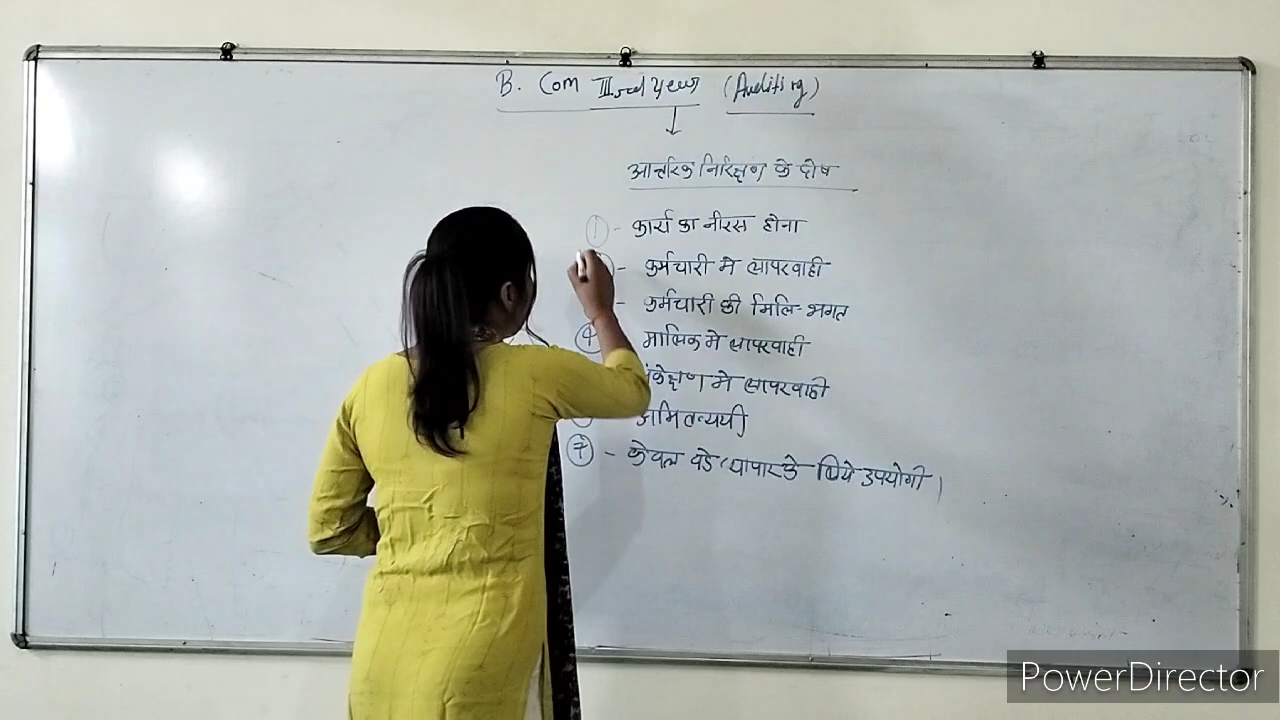 B. Com III rd year (Auditing)
आन्तरिक निरिक्षण के दोष
① - कार्य का नीरस होना
- कर्मचारी मे लापरवाही
- कर्मचारी की मिलि-भगत
④ मालिक मे लापरवाही
मे लापरवाही
अमितव्ययी
⑦ - केवल बडे व्यापार के लिये उपयोगी ।
PowerDirector